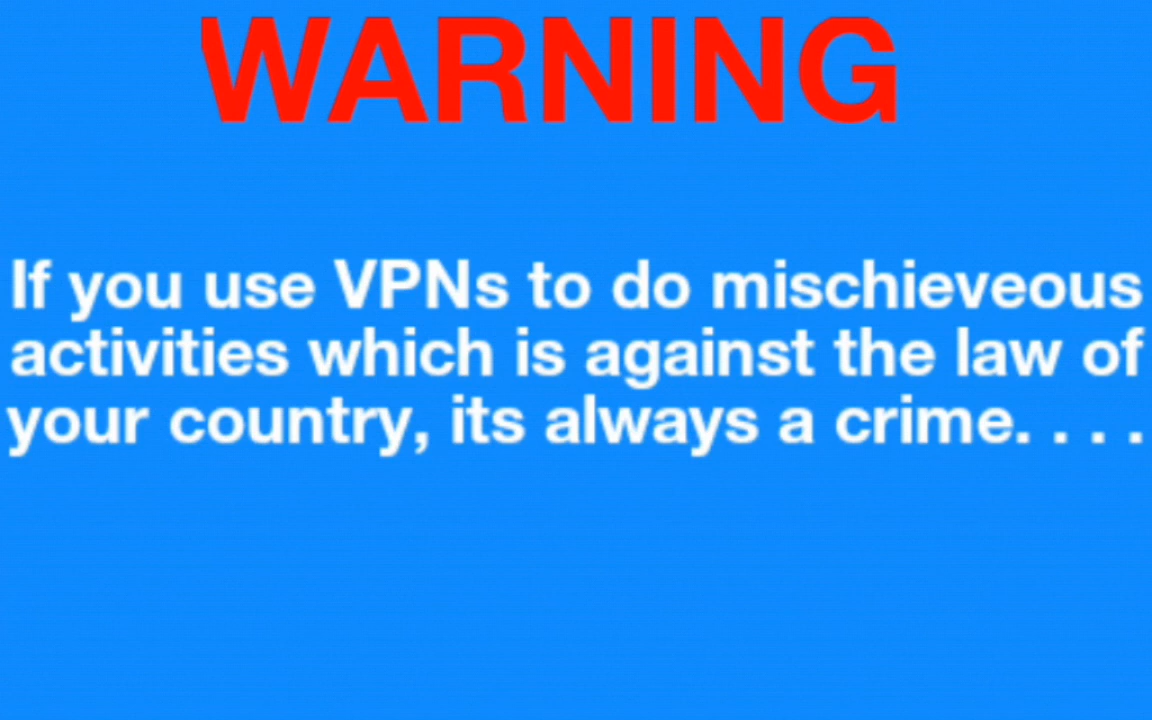 WARNING
If you use VPNs to do mischieveous
activities which is against the law of
your country, its always a crime. . . .